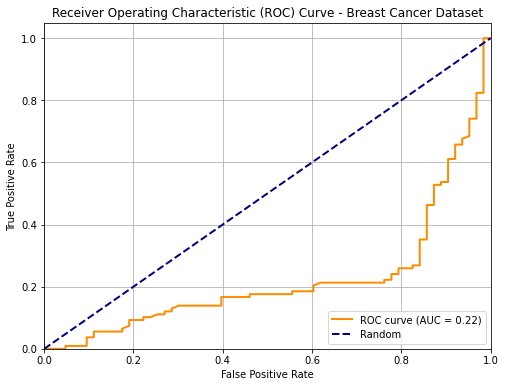 Receiver Operating Characteristic (ROC) Curve - Breast Cancer Dataset
True Positive Rate
1.0
0.8
0.6
0.4
0.2
0.0
0.0 0.2 0.4 0.6 0.8 1.0
False Positive Rate
ROC curve (AUC = 0.22)
Random